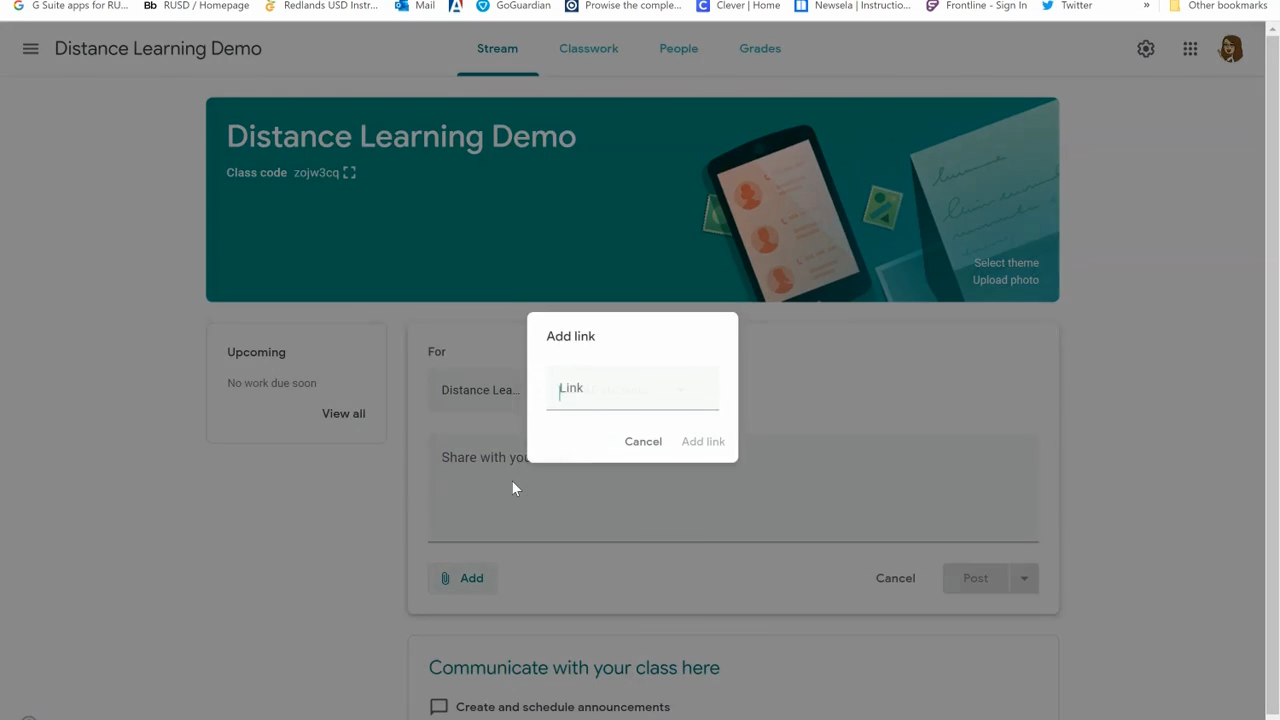 G Suite apps for RU...
Bb RUSD / Homepage
Redlands USD Instr...
Mail
GoGuardian
Prowise the comple...
Clever | Home
Newsela | Instructio...
Frontline - Sign In
Twitter
»
Other bookmarks
Distance Learning Demo
Stream
Classwork
People
Grades
Distance Learning Demo
Class code zojw3cq
Select theme
Upload photo
Add link
Upcoming
For
No work due soon
Distance Lea...
Link
View all
Cancel
Add link
Share with you
Add
Cancel
Post
Communicate with your class here
Create and schedule announcements